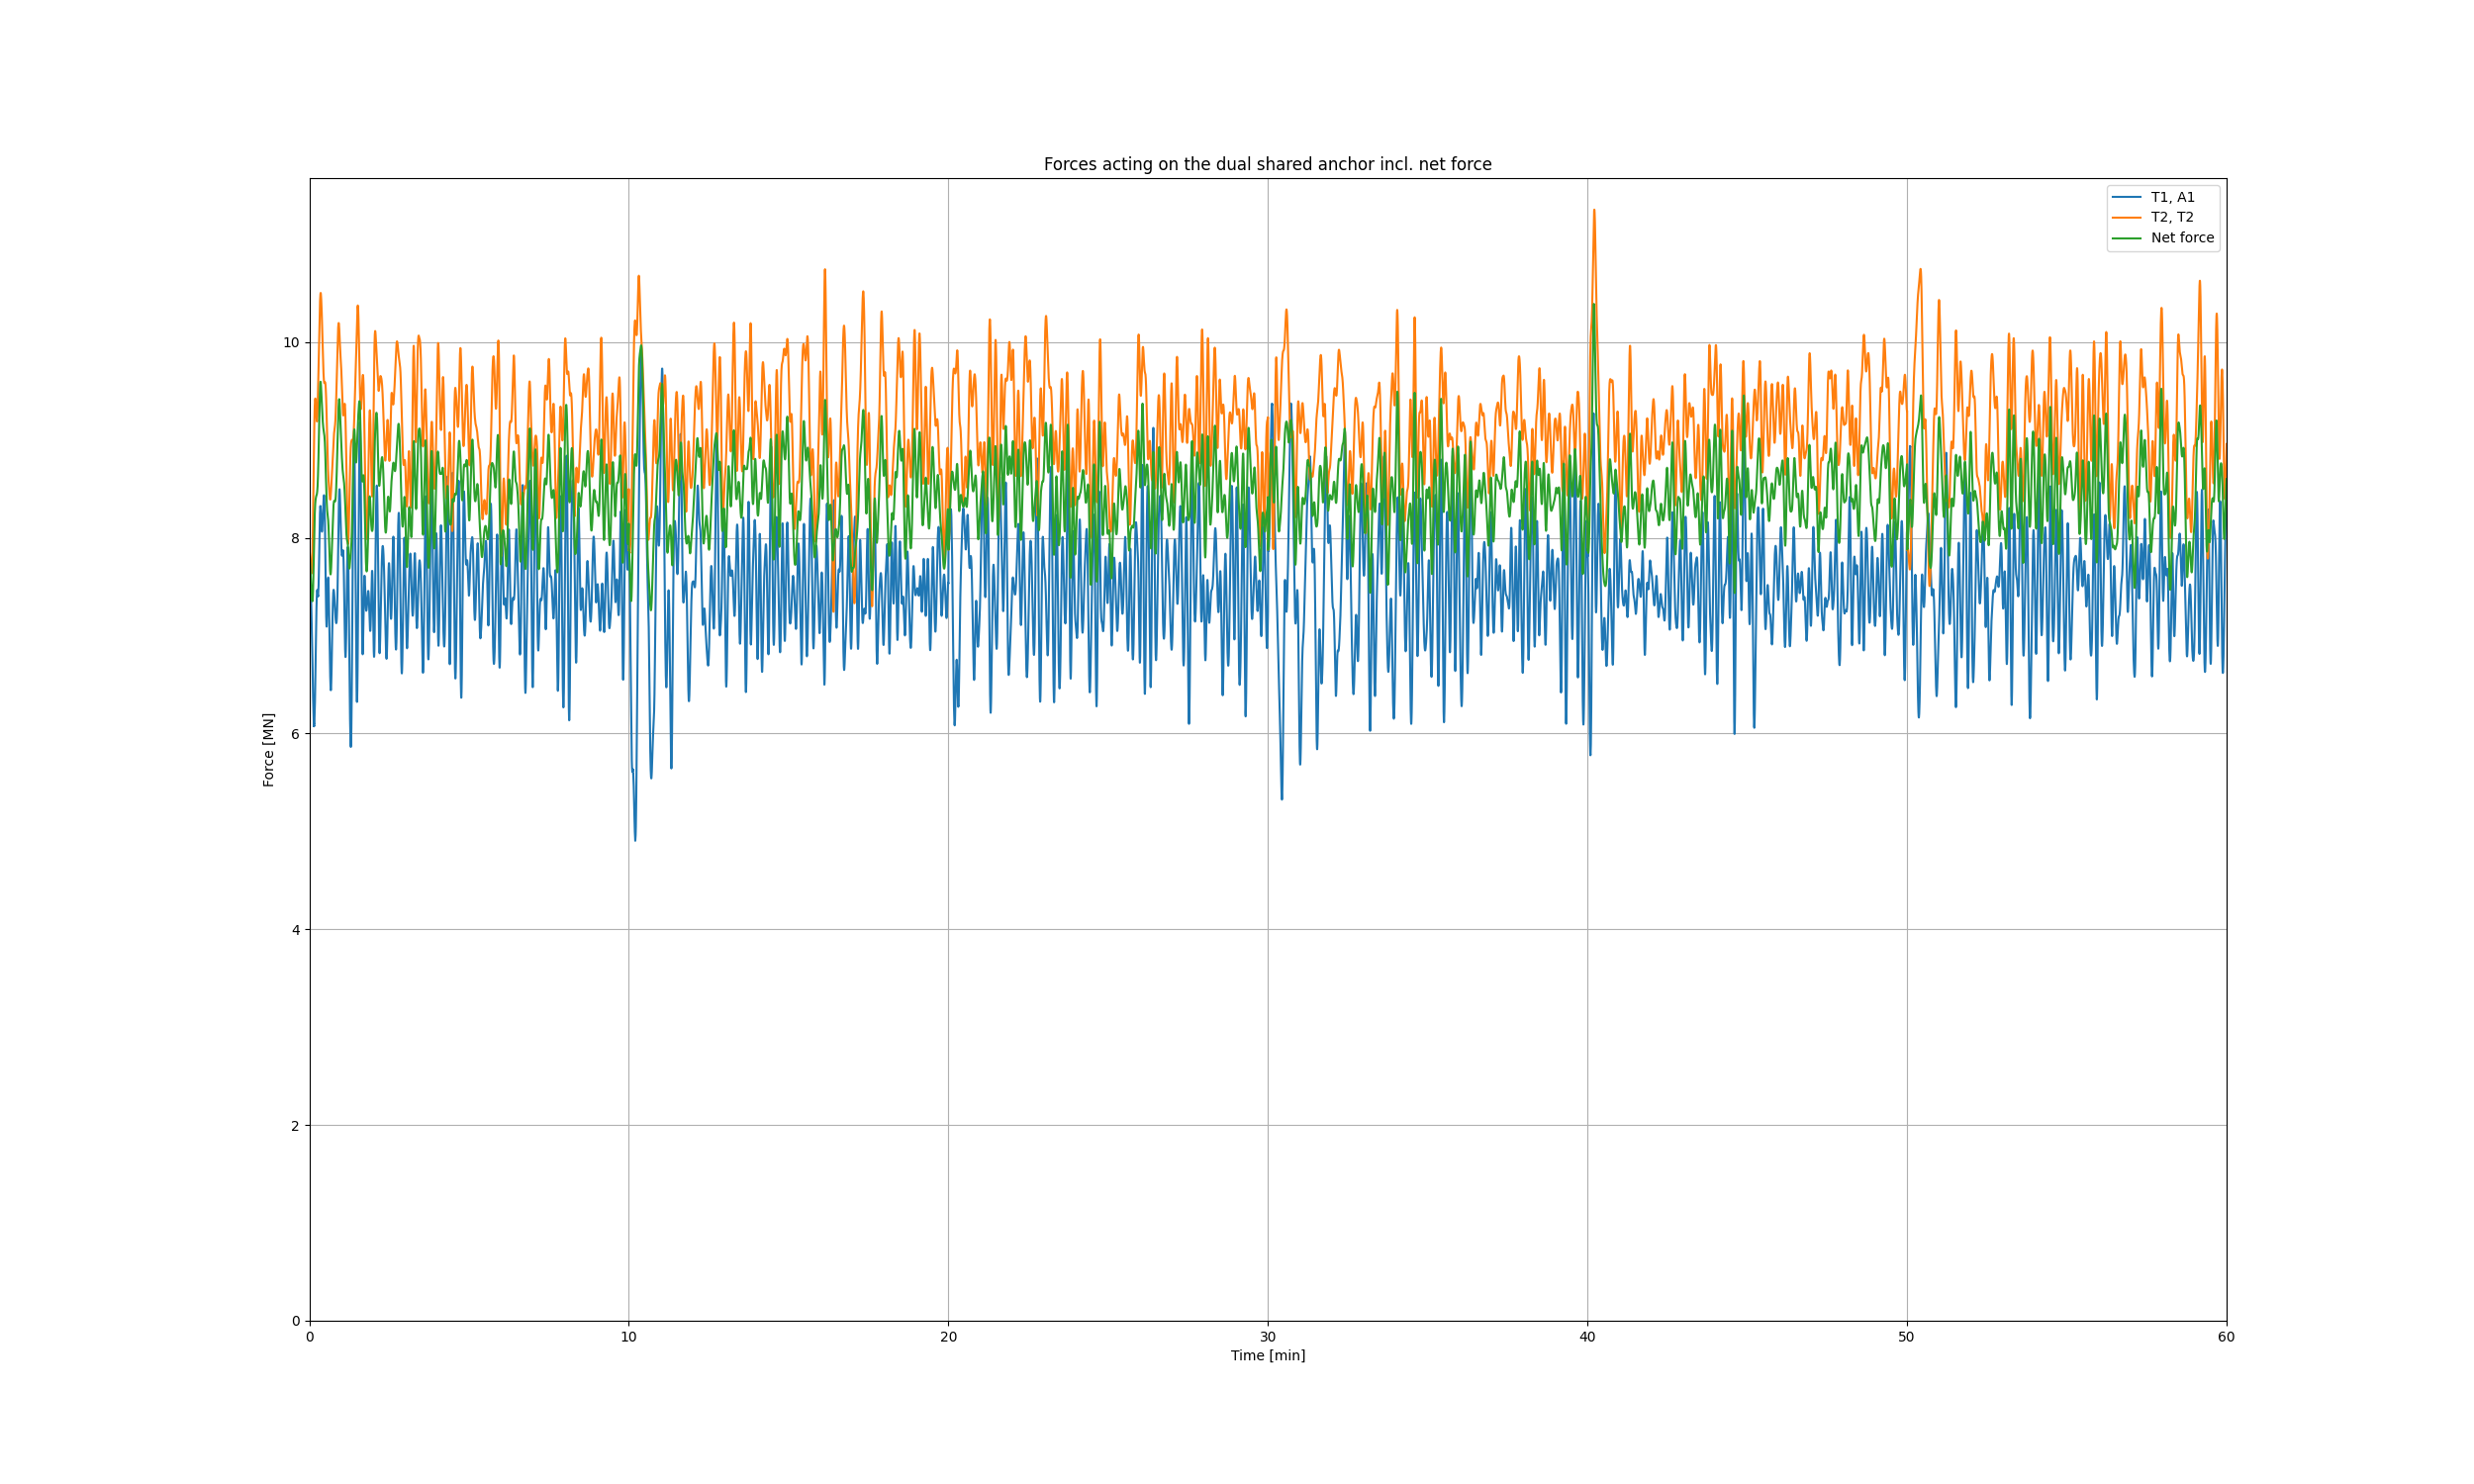 Forces acting on the dual shared anchor incl. net force
T1, A1
T2, T2
Net force
10
8
6
4
2
0
Force [MN]
0 10 20 30 40 50 60
Time [min]